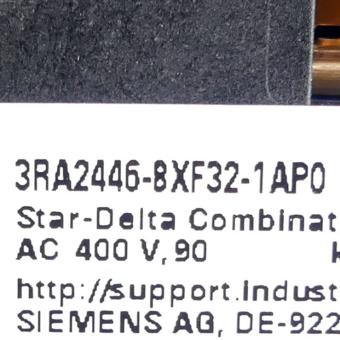 3RA2446-8XF32-1AP0
Star-Delta Combinat
AC 400 V, 90 k
http://support.indust
SIEMENS AG, DE-922